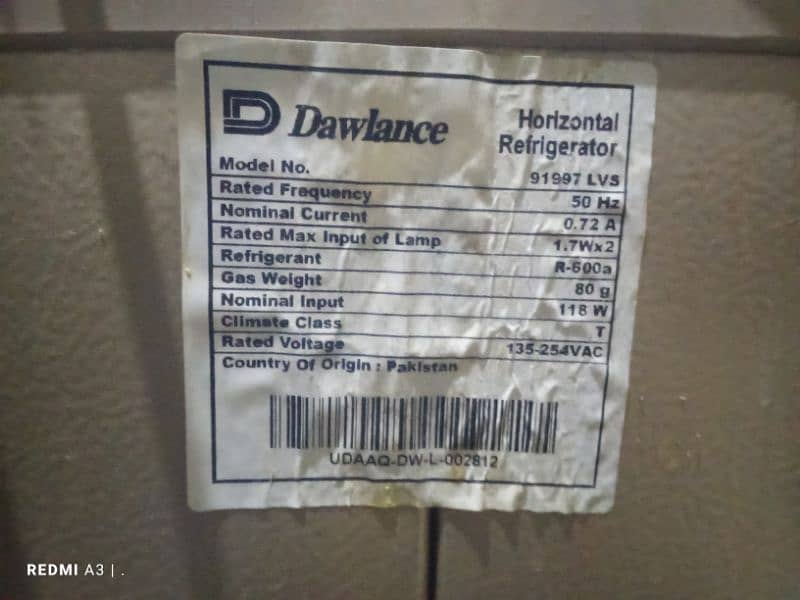 Dawlance
Horizontal
Refrigerator
Model No. 91997 LVS
Rated Frequency 50 Hz
Nominal Current 0.72 A
Rated Max Input of Lamp 1.7Wx2
Refrigerant R-600a
Gas Weight 80 g
Nominal Input 118 W
Climate Class T
Rated Voltage 135-254VAC
Country Of Origin : Pakistan
UDAAQ-DW-L-002812
REDMI A3 | .